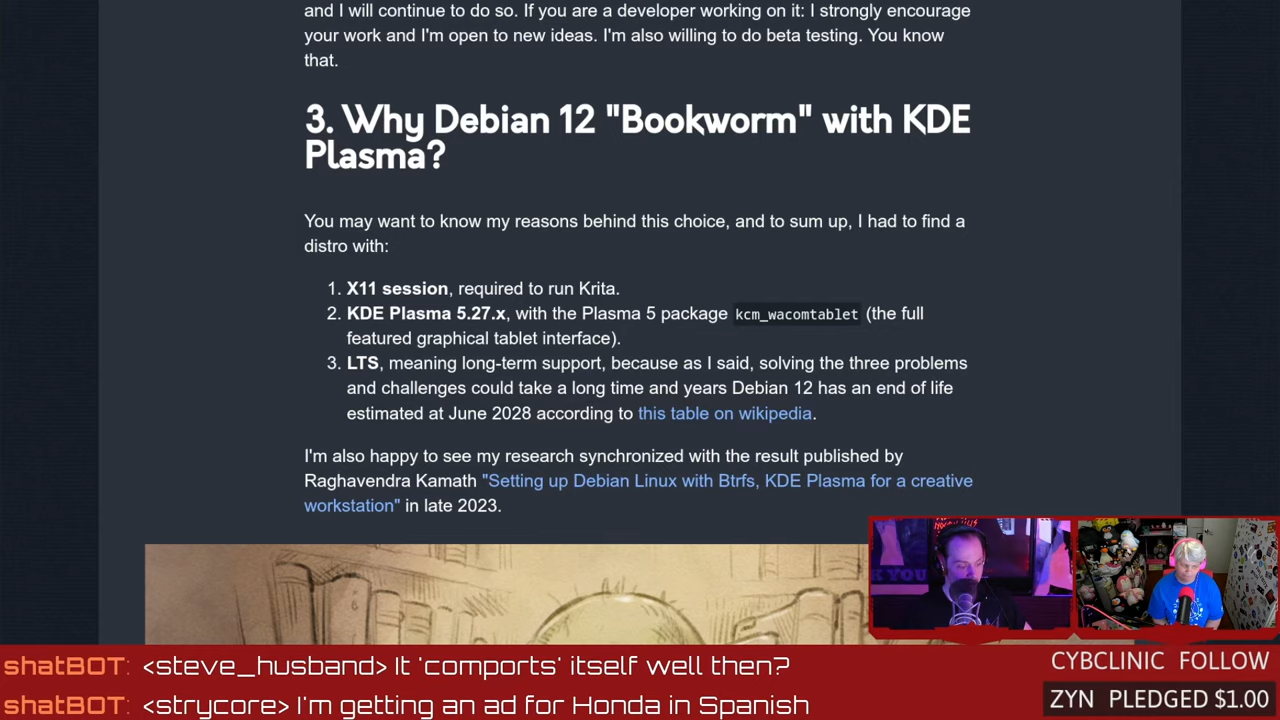 and I will continue to do so. If you are a developer working on it: I strongly encourage
your work and I'm open to new ideas. I'm also willing to do beta testing. You know
that.
3. Why Debian 12 "Bookworm" with KDE
Plasma?
You may want to know my reasons behind this choice, and to sum up, I had to find a
distro with:
1. X11 session, required to run Krita.
2. KDE Plasma 5.27.x, with the Plasma 5 package kcm_wacomtablet (the full
featured graphical tablet interface).
3. LTS, meaning long-term support, because as I said, solving the three problems
and challenges could take a long time and years Debian 12 has an end of life
estimated at June 2028 according to this table on wikipedia.
I'm also happy to see my research synchronized with the result published by
Raghavendra Kamath "Setting up Debian Linux with Btrfs, KDE Plasma for a creative
workstation" in late 2023.
shatBOT: <steve_husband> It 'comports' itself well then?
shatBOT: <strycore> I'm getting an ad for Honda in Spanish
CYBCLINIC FOLLOW
ZYN PLEDGED $1.00